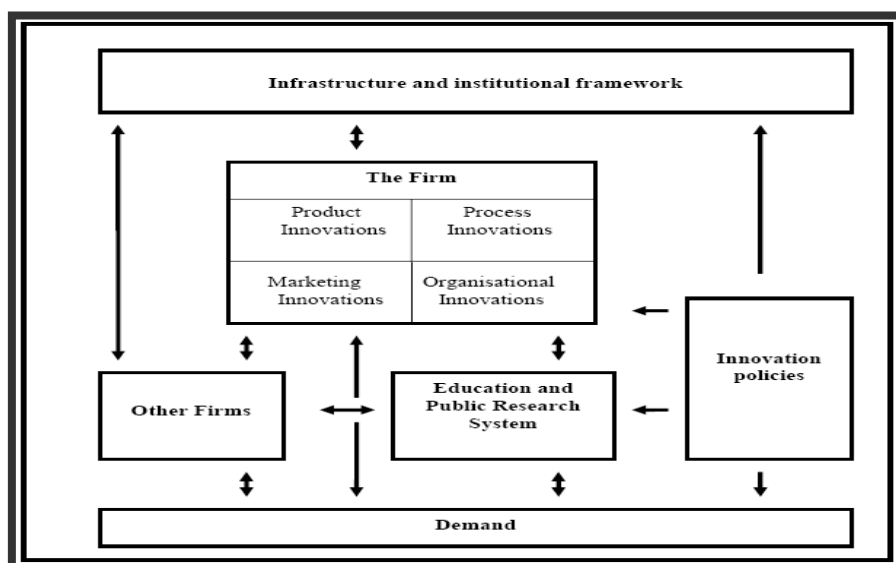 Infrastructure and institutional framework
The Firm
Product
Innovations
Process
Innovations
Marketing
Innovations
Organisational
Innovations
Innovation
policies
Other Firms
Education and
Public Research
System
Demand